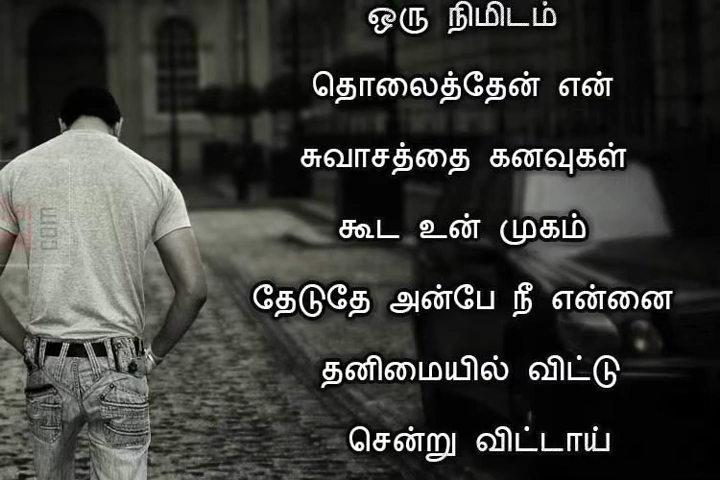 ஒரு நிமிடம்
தொலைத்தேன் என்
சுவாசத்தை கனவுகள்
கூட உன் முகம்
தேடுதே அன்பே நீ என்னை
தனிமையில் விட்டு
சென்று விட்டாய்